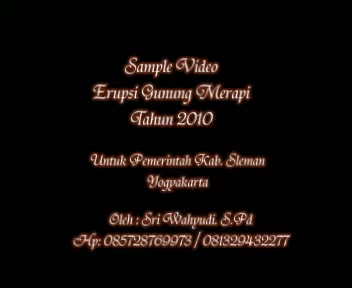 Sample Video
Erupsi Gunung Merapi
Tahun 2010
Untuk Pemerintah Kab. Sleman
Yogyakarta
Oleh : Sri Wahyudi. S.Pd
Hp: 085728769973 / 081329432277